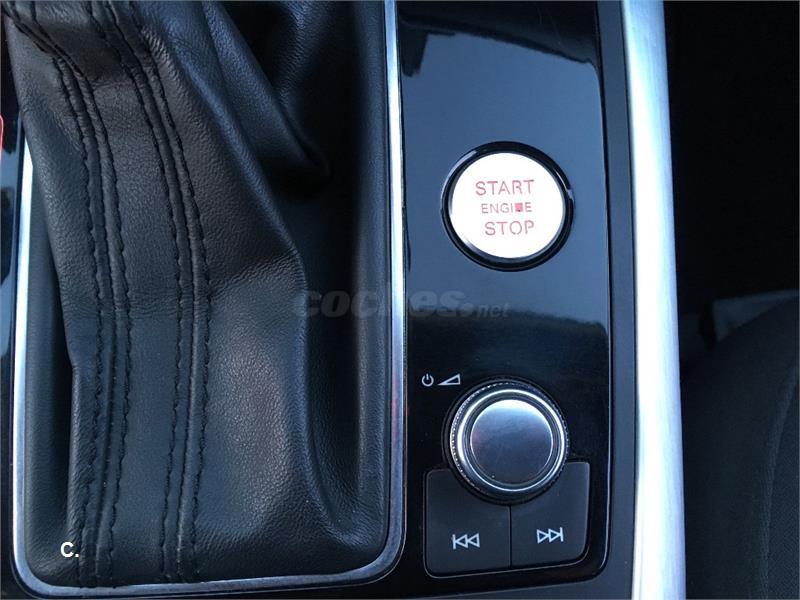 START
ENGINE
STOP
coches.net
C.